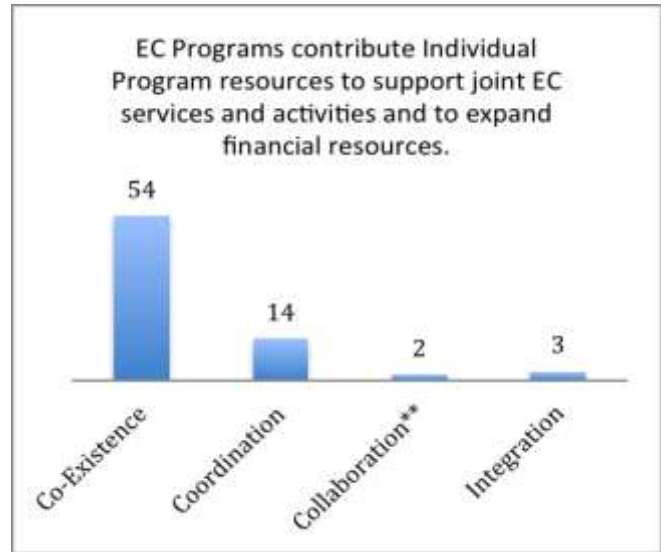 EC Programs contribute Individual
Program resources to support joint EC
services and activities and to expand
financial resources.
54
14
2
3
Co-Existence
Coordination
Collaboration**
Integration